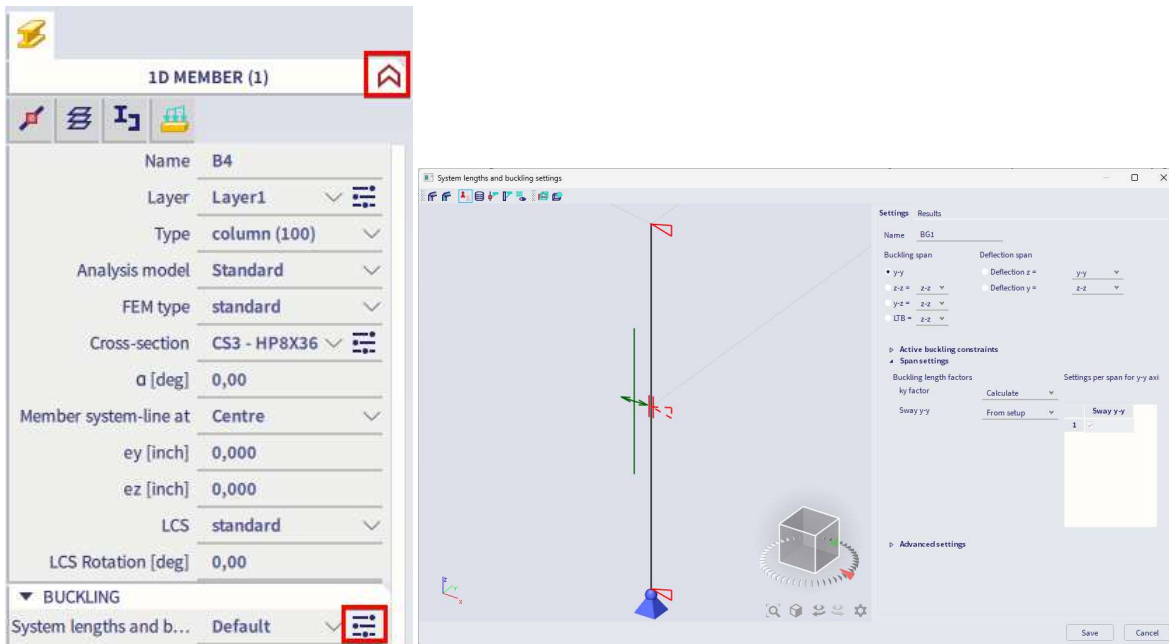 1D MEMBER (1)
Name B4
Layer Layer1
Type column (100)
Analysis model Standard
FEM type standard
Cross-section CS3 - HP8X36
α [deg] 0,00
Member system-line at Centre
ey [inch] 0,000
ez [inch] 0,000
LCS standard
LCS Rotation [deg] 0,00
BUCKLING
System lengths and b... Default
System lengths and buckling settings
Settings Results
Name BG1
Buckling span Deflection span
y-y Deflection z = y-y
z-z = z-z Deflection y = z-z
y-z = z-z
LTB = z-z
Active buckling constraints
Span settings
Buckling length factors Settings per span for y-y axi
ky factor Calculate
Sway y-y From setup Sway y-y
1
Advanced settings
Save Cancel